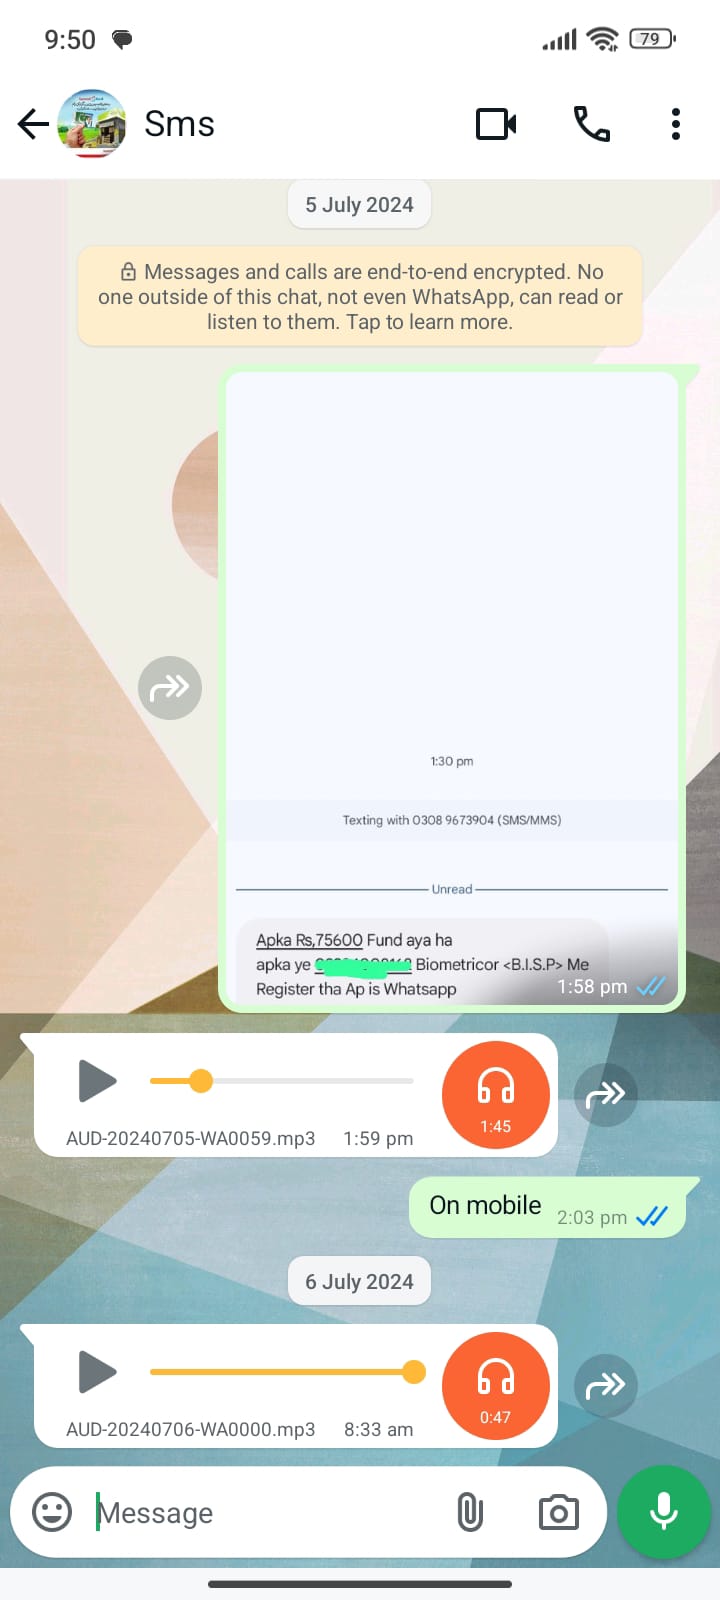 9:50
79
Sms
5 July 2024
Messages and calls are end-to-end encrypted. No
one outside of this chat, not even WhatsApp, can read or
listen to them. Tap to learn more.
1:30 pm
Texting with 0308 9673904 (SMS/MMS)
Unread
Apka Rs,75600 Fund aya ha
apka ye Biometricor <B.I.S.P> Me
Register tha Ap is Whatsapp
1:58 pm
1:45
AUD-20240705-WA0059.mp3 1:59 pm
On mobile 2:03 pm
6 July 2024
0:47
AUD-20240706-WA0000.mp3 8:33 am
Message